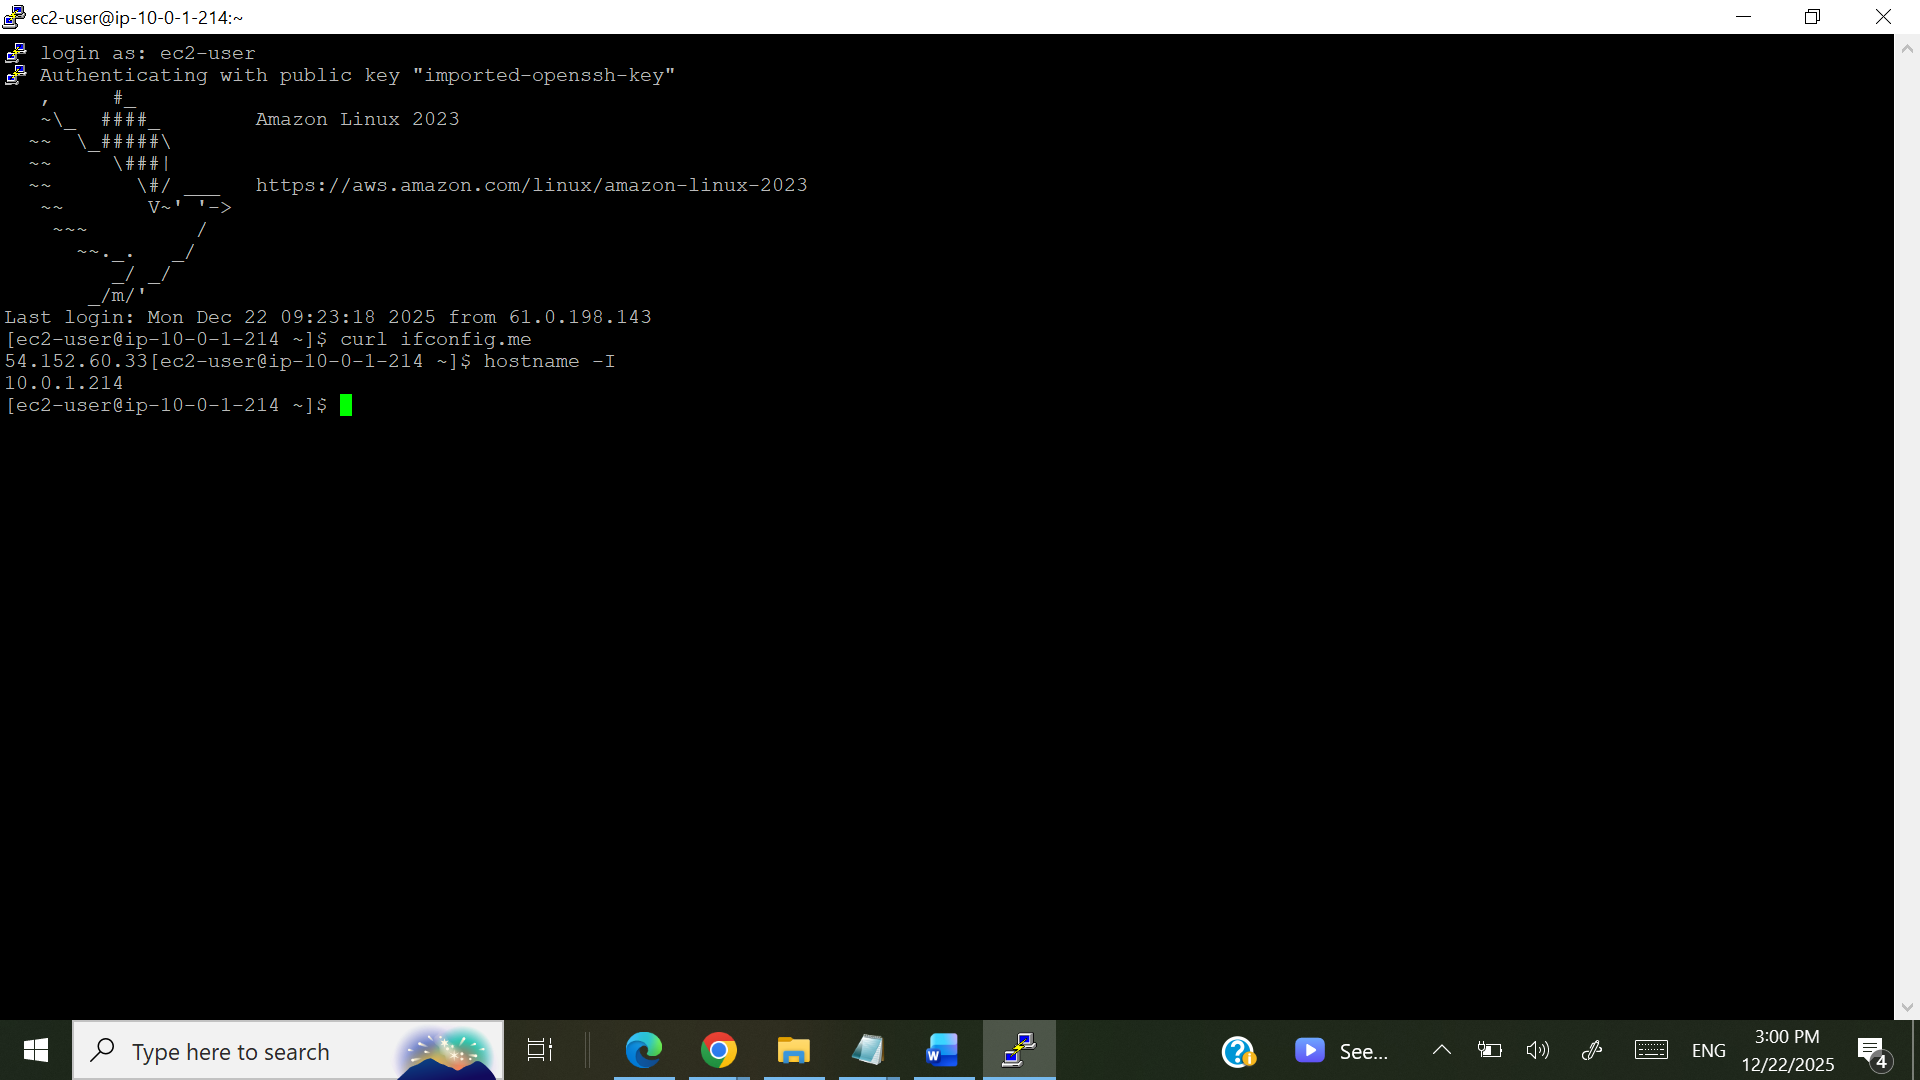 ec2-user@ip-10-0-1-214:~
login as: ec2-user
Authenticating with public key "imported-openssh-key"
   ,     #_
   ~\_  ####_        Amazon Linux 2023
  ~~  \_#####\
  ~~     \###|
  ~~       \#/ ___   https://aws.amazon.com/linux/amazon-linux-2023
   ~~       V~' '->
    ~~~         /
      ~~._.   _/
         _/ _/
       _/m/'
Last login: Mon Dec 22 09:23:18 2025 from 61.0.198.143
[ec2-user@ip-10-0-1-214 ~]$ curl ifconfig.me
54.152.60.33[ec2-user@ip-10-0-1-214 ~]$ hostname -I
10.0.1.214
[ec2-user@ip-10-0-1-214 ~]$
Type here to search
See...
ENG
3:00 PM
12/22/2025
4